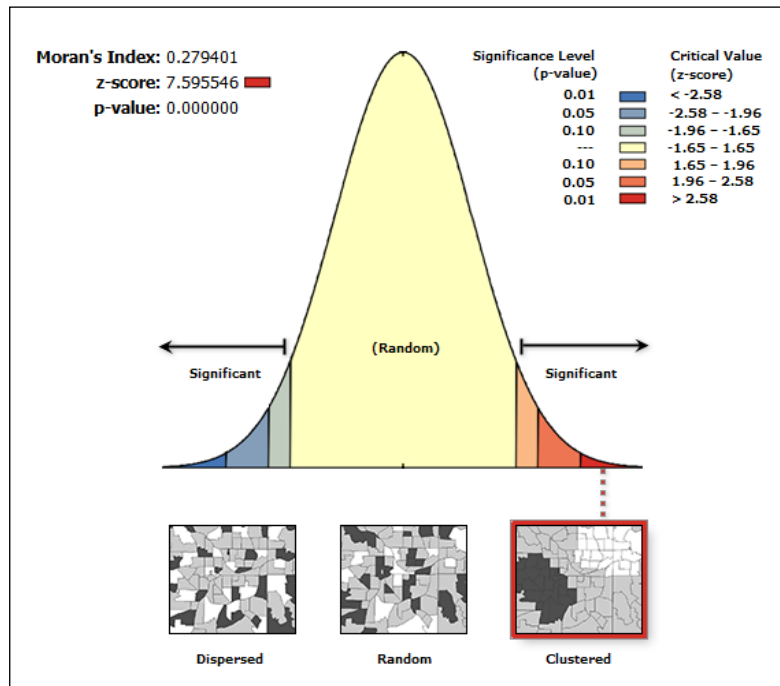 Moran's Index: 0.279401
z-score: 7.595546
p-value: 0.000000
Significance Level
(p-value)
Critical Value
(z-score)
0.01 < -2.58
0.05 -2.58 – -1.96
0.10 -1.96 – -1.65
--- -1.65 – 1.65
0.10 1.65 – 1.96
0.05 1.96 – 2.58
0.01 > 2.58
(Random)
Significant
Significant
Dispersed
Random
Clustered